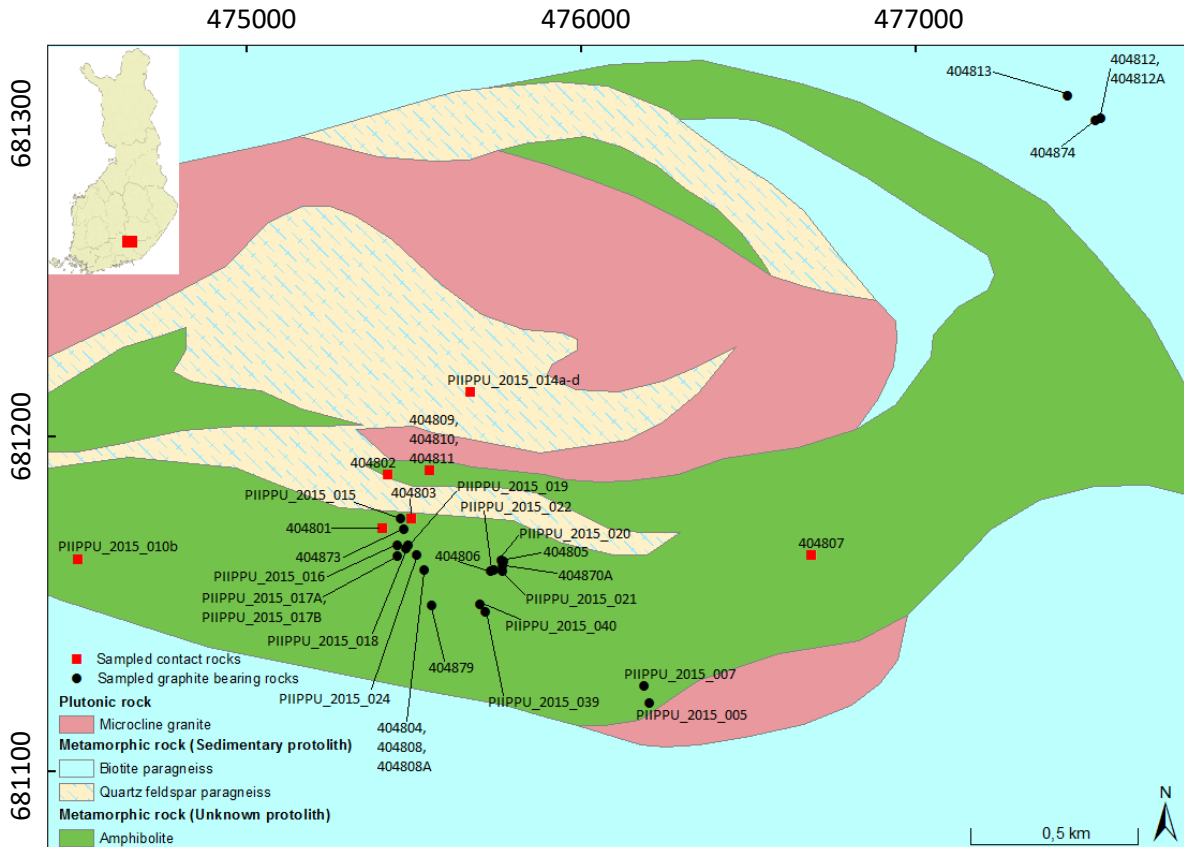 475000
476000
477000
681300
681200
681100
404813
404812,
404812A
404874
PIIPPU_2015_014a-d
404809,
404810,
404811
404802
404803
PIIPPU_2015_019
PIIPPU_2015_015
PIIPPU_2015_022
404801
PIIPPU_2015_020
PIIPPU_2015_010b
404873
404806
404805
404807
PIIPPU_2015_016
404870A
PIIPPU_2015_017A,
PIIPPU_2015_017B
PIIPPU_2015_021
PIIPPU_2015_018
PIIPPU_2015_040
404879
PIIPPU_2015_007
PIIPPU_2015_024
PIIPPU_2015_039
PIIPPU_2015_005
404804,
404808,
404808A
Sampled contact rocks
Sampled graphite bearing rocks
Plutonic rock
Microcline granite
Metamorphic rock (Sedimentary protolith)
Biotite paragneiss
Quartz feldspar paragneiss
Metamorphic rock (Unknown protolith)
Amphibolite
N
0,5 km